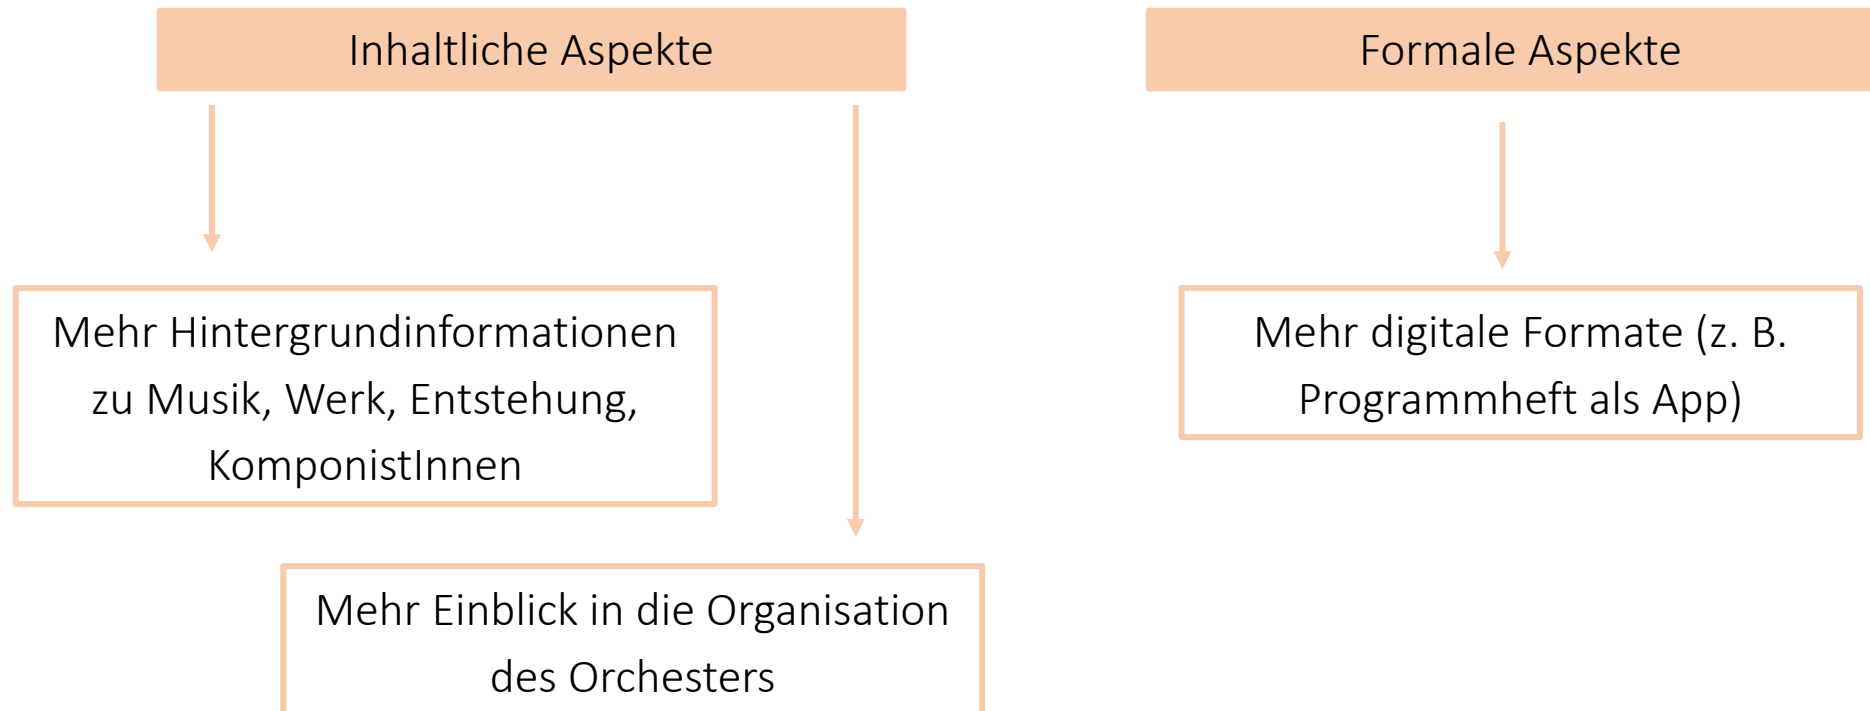 Inhaltliche Aspekte
Formale Aspekte
Mehr Hintergrundinformationen
zu Musik, Werk, Entstehung,
KomponistInnen
Mehr digitale Formate (z. B.
Programmheft als App)
Mehr Einblick in die Organisation
des Orchesters